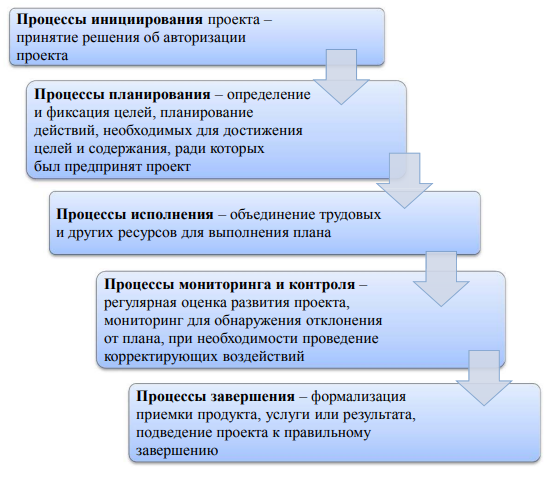 Процессы инициирования проекта –
принятие решения об авторизации
проекта
Процессы планирования – определение
и фиксация целей, планирование
действий, необходимых для достижения
целей и содержания, ради которых
был предпринят проект
Процессы исполнения – объединение трудовых
и других ресурсов для выполнения плана
Процессы мониторинга и контроля –
регулярная оценка развития проекта,
мониторинг для обнаружения отклонения
от плана, при необходимости проведение
корректирующих воздействий
Процессы завершения – формализация
приемки продукта, услуги или результата,
подведение проекта к правильному
завершению